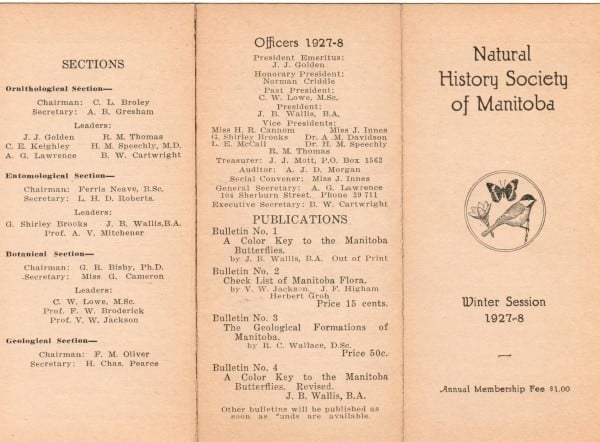 SECTIONS
Ornithological Section—
Chairman: C. L. Broley
Secretary: A. B. Gresham
Leaders:
J. J. Golden R. M. Thomas
C. E. Keighley H. M. Speechly, M.D.
A. G. Lawrence B. W. Cartwright
Entomological Section—
Chairman: Ferris Neave, B.Sc.
Secretary: L. H. D. Roberts.
Leaders:
G. Shirley Brooks J. B. Wallis,B.A.
Prof. A. V. Mitchener
Botanical Section—
Chairman: G. R. Bisby, Ph.D.
Secretary: Miss G. Cameron
Leaders:
C. W. Lowe, M.Sc.
Prof. F. W. Broderick
Prof. V. W. Jackson
Geological Section—
Chairman: F. M. Oliver
Secretary: H. Chas. Pearce
Officers 1927-8
President Emeritus:
J. J. Golden
Honorary President:
Norman Criddle
Past President:
C. W. Lowe, M.Sc.
President:
J. B. Wallis, B.A.
Vice Presidents:
Miss H. R. Cannom Miss J. Innes
G. Shirley Brooks Dr. A. M. Davidson
L. E. McCall Dr. H. M. Speechly
R. M. Thomas
Treasurer: J. J. Mott, P.O. Box 1562
Auditor: A. J. D. Morgan
Social Convener: Miss J. Innes
General Secretary: A. G. Lawrence
104 Sherburn Street. Phone 39 711
Executive Secretary: B. W. Cartwright
PUBLICATIONS
Bulletin No. 1
A Color Key to the Manitoba
Butterflies.
by J. B. Wallis, B.A. Out of Print
Bulletin No. 2
Check List of Manitoba Flora.
by V. W. Jackson, J. F. Higham
Herbert Groh
Price 15 cents.
Bulletin No. 3
The Geological Formations of
Manitoba.
by R. C. Wallace, D.Sc.
Price 50c.
Bulletin No. 4
A Color Key to the Manitoba
Butterflies. Revised.
J. B. Wallis, B.A.
Other bulletins will be published as
soon as funds are available.
Natural
History Society
of Manitoba
Winter Session
1927-8
Annual Membership Fee $1.00